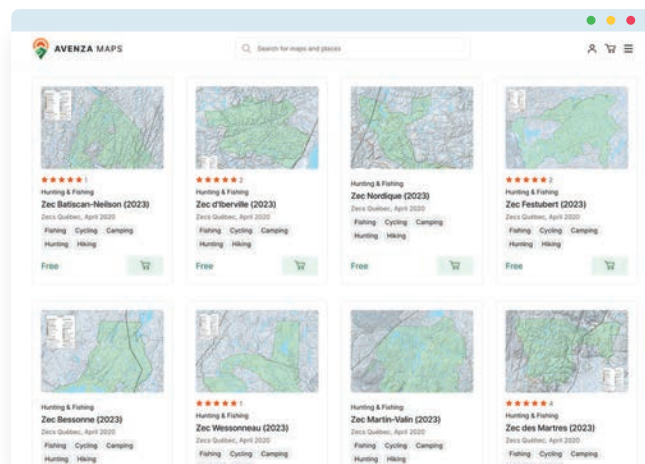 AVENZA MAPS
Search for maps and places
★★★★★ 1
Hunting & Fishing
Zec Batiscan-Neilson (2023)
Zecs Québec, April 2020
Fishing Cycling Camping
Hunting Hiking
Free
★★★★★ 2
Hunting & Fishing
Zec d'Iberville (2023)
Zecs Québec, April 2020
Fishing Cycling Camping
Hunting Hiking
Free
Hunting & Fishing
Zec Nordique (2023)
Zecs Québec, April 2020
Fishing Cycling Camping
Hunting Hiking
Free
★★★★★ 2
Hunting & Fishing
Zec Festubert (2023)
Zecs Québec, April 2020
Fishing Cycling Camping
Hunting Hiking
Free
Hunting & Fishing
Zec Bessonne (2023)
Zecs Québec, April 2020
Fishing Cycling Camping
Hunting Hiking
★★★★★ 1
Hunting & Fishing
Zec Wessonneau (2023)
Zecs Québec, April 2020
Fishing Cycling Camping
Hunting & Fishing
Zec Martin-Valin (2023)
Zecs Québec, April 2020
Fishing Cycling Camping
Hunting Hiking
★★★★★ 4
Hunting & Fishing
Zec des Martres (2023)
Zecs Québec, April 2020
Fishing Cycling Camping